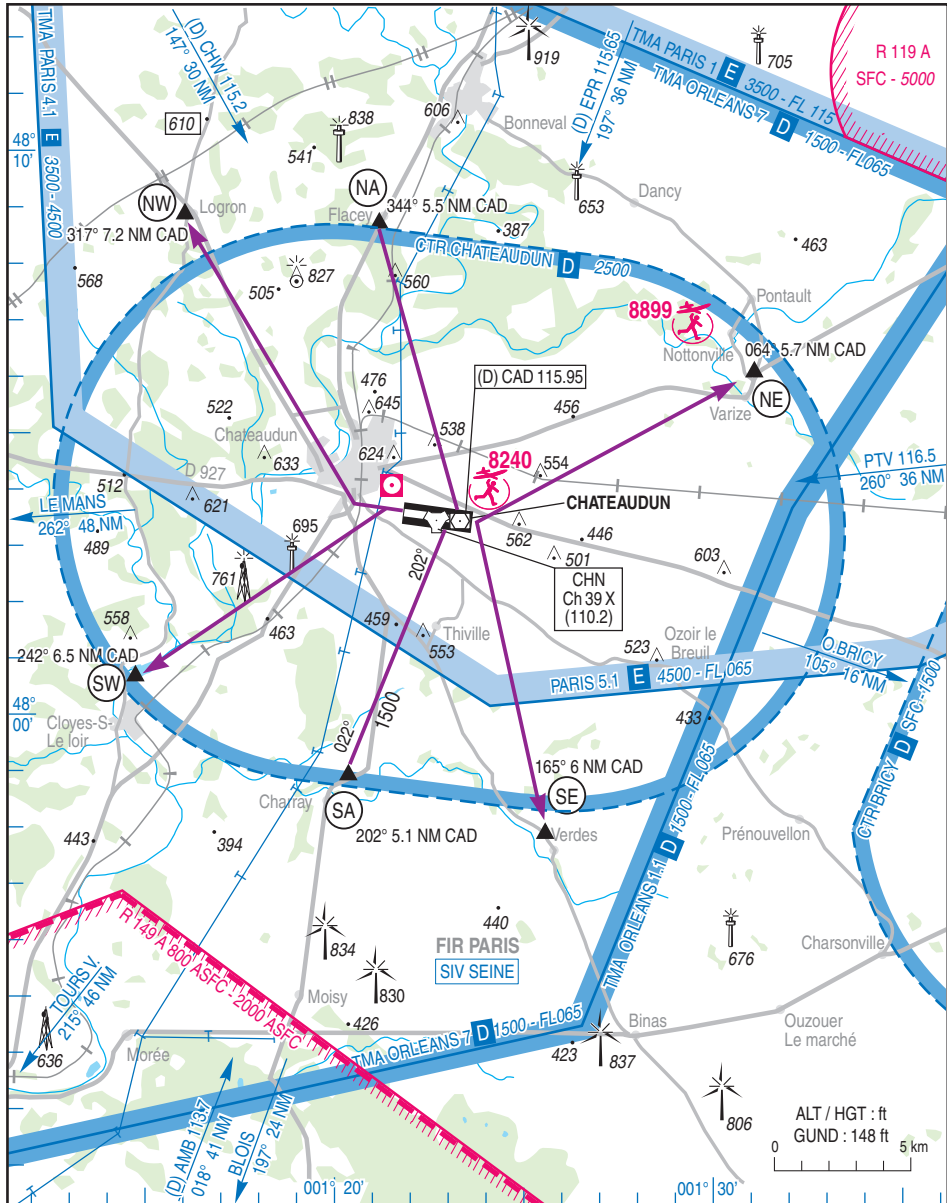 TMA PARIS 4.1 E 3500 - 4500
(D) CHW 115.2
147° 30 NM
919
(D) EPR 115.65
197° 36 NM
TMA PARIS 1 E 3500 - FL 115
TMA ORLEANS 7 D 1500 - FL065
705
R 119 A
SFC - 5000
48°
10'
610
838
541
606
Bonneval
653
Dancy
NW
Logron
317° 7.2 NM CAD
NA
Flacey
344° 5.5 NM CAD
387
463
CTR CHATEAUDUN D 2500
568
505
827
560
Pontault
8899
Nottonville
064° 5.7 NM CAD
NE
Varize
(D) CAD 115.95
476
645
522
456
538
Chateaudun
633
624
8240
554
PTV 116.5
260° 36 NM
D 927
512
621
CHATEAUDUN
LE MANS
262° 48 NM
489
695
761
202°
562
446
501
603
CHN
Ch 39 X
(110.2)
558
463
459
553
Thiville
523
Ozoir le
Breuil
O.BRICY
105° 16 NM
242° 6.5 NM CAD
SW
PARIS 5.1 E 4500 - FL 065
48°
00'
Cloyes-S-
Le loir
022°
1500
433
165° 6 NM CAD
SE
Charray
SA
202° 5.1 NM CAD
Verdes
TMA ORLEANS 1.1 D 1500 - FL065
CTR BRICY D SFC - 1500
443
394
Prénouvellon
440
R 149 A 800 ASFC - 2000 ASFC
834
FIR PARIS
SIV SEINE
676
Charsonville
830
TOURS V.
215° 46 NM
636
Moisy
426
Binas
Ouzouer
Le marché
Morée
TMA ORLEANS 7 D 1500 - FL065
423
837
806
(D) AMB 113.7
018° 41 NM
BLOIS
197° 24 NM
ALT / HGT : ft
GUND : 148 ft
0 5 km
001° 20'
001° 30'